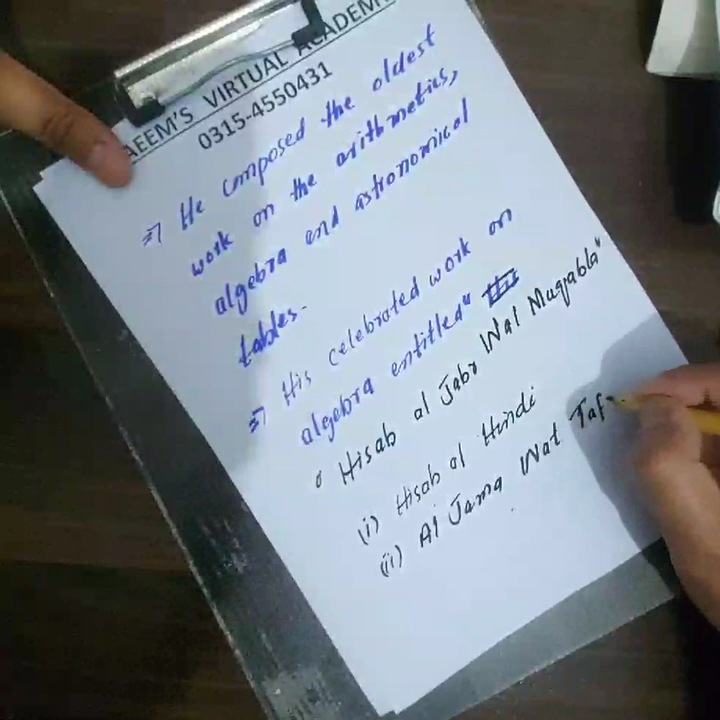 AEEM'S VIRTUAL ACADEMY
0315-4550431
⇒ He composed the oldest
work on the arithmetics,
algebra and astronomical
tables.
⇒ His celebrated work on
algebra entitled "
Hisab al Jabr Wal Muqabla"
(i) Hisab al Hindi
(ii) Al Jama Wat Taf